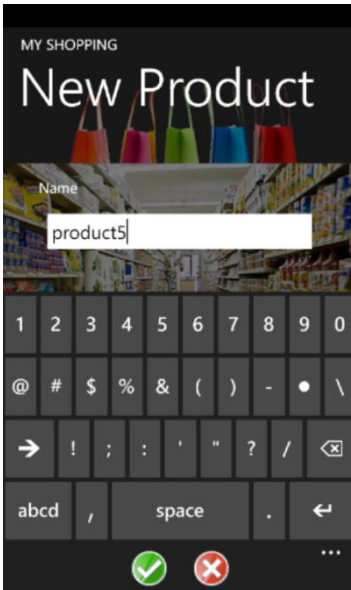 MY SHOPPING
New Product
Name
product5
1 2 3 4 5 6 7 8 9 0
@ # $ % & ( ) - ● \
➔ ! ; : ' " ? /
abcd , space . ↵
...